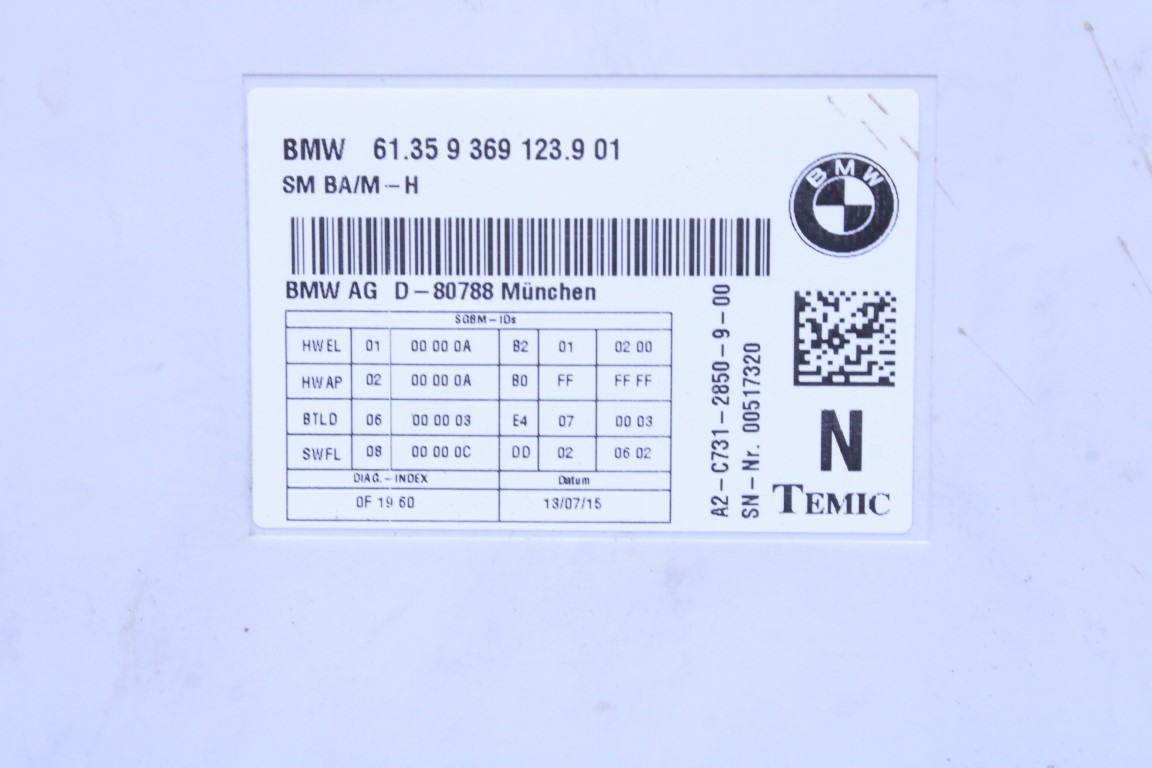 BMW 61.35 9 369 123.9 01
SM BA/M-H
BMW
BMW AG D-80788 München
SGBM-IDs
HWEL 01 00 00 0A B2 01 02 00
HWAP 02 00 00 0A B0 FF FF FF
BTLD 06 00 00 03 E4 07 00 03
SWFL 08 00 00 0C DD 02 06 02
DIAG.-INDEX Datum
0F 19 60 13/07/15
A2-C731-2850-9-00
SN-Nr. 00517320
N
TEMIC